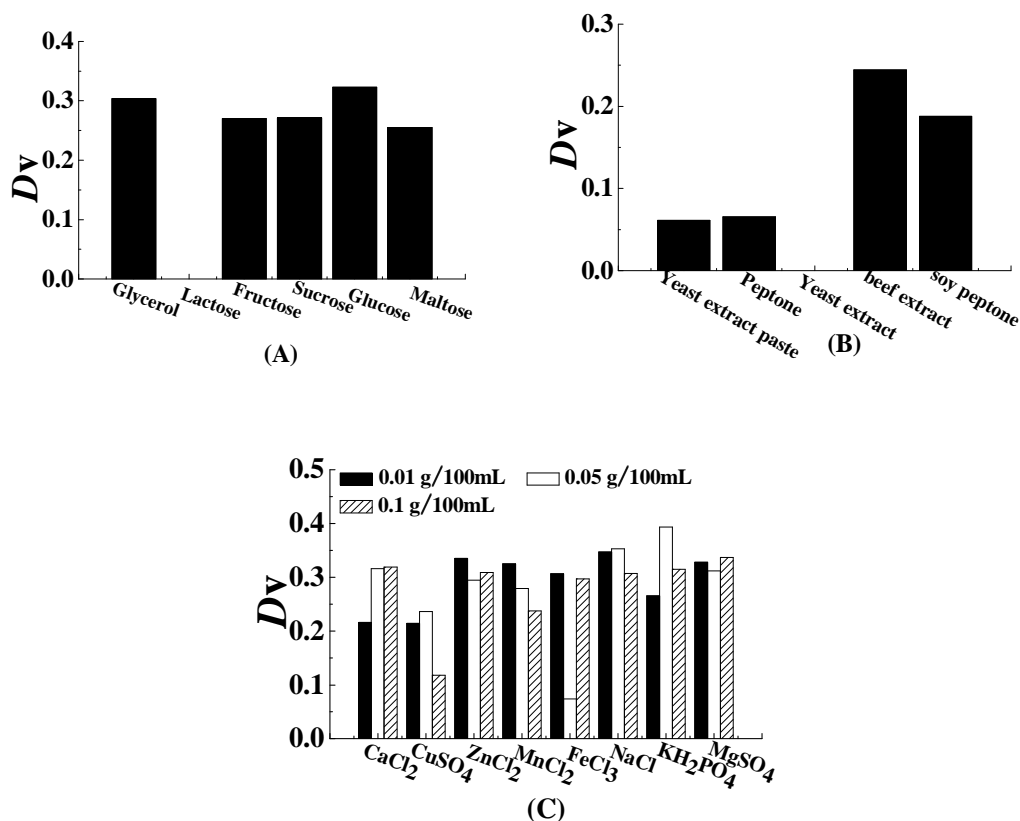 0.4
0.3
0.2
0.1
0.0
Dv
Glycerol
Lactose
Fructose
Sucrose
Glucose
Maltose
(A)
0.3
0.2
0.1
0.0
Dv
Yeast extract paste
Peptone
Yeast extract
beef extract
soy peptone
(B)
0.5
0.4
0.3
0.2
0.1
0.0
Dv
0.01 g/100mL
0.05 g/100mL
0.1 g/100mL
CaCl2
CuSO4
ZnCl2
MnCl2
FeCl3
NaCl
KH2PO4
MgSO4
(C)